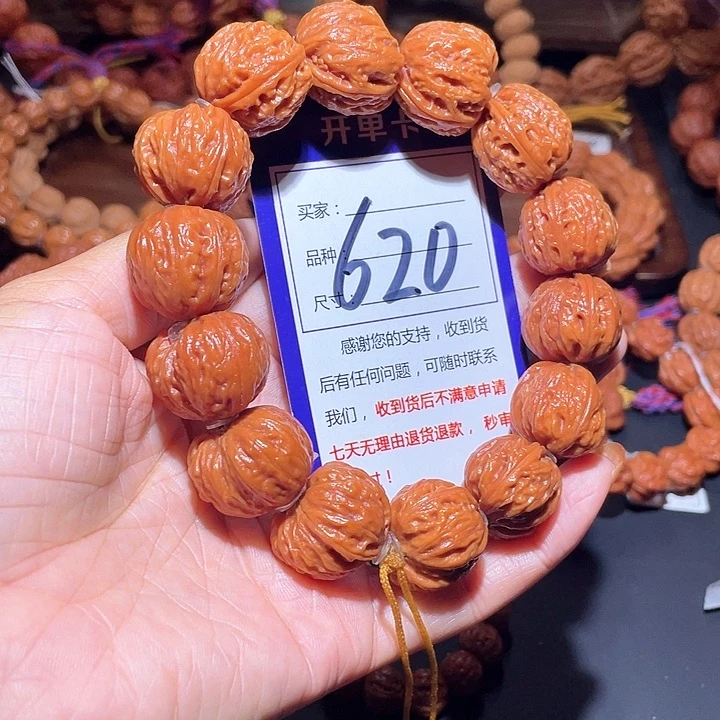 开单卡
买家：
620
品种：
尺寸：
感谢您的支持，收到货
后有任何问题，可随时联系
我们，收到货后不满意申请
七天无理由退货退款，秒审
！